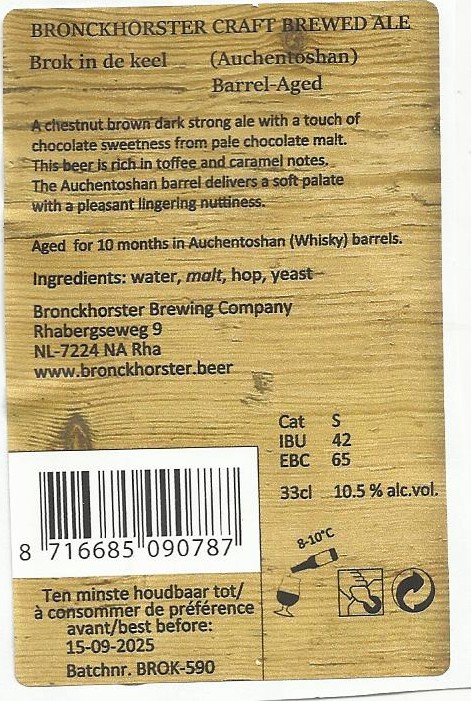 BRONCKHORSTER CRAFT BREWED ALE
Brok in de keel (Auchentoshan)
Barrel-Aged
A chestnut brown dark strong ale with a touch of
chocolate sweetness from pale chocolate malt.
This beer is rich in toffee and caramel notes.
The Auchentoshan barrel delivers a soft palate
with a pleasant lingering nuttiness.
Aged for 10 months in Auchentoshan (Whisky) barrels.
Ingredients: water, malt, hop, yeast
Bronckhorster Brewing Company
Rhabergseweg 9
NL-7224 NA Rha
www.bronckhorster.beer
Cat S
IBU 42
EBC 65
33cl 10.5 % alc.vol.
8 716685 090787
8-10°C
Ten minste houdbaar tot/
à consommer de préférence
avant/best before:
15-09-2025
Batchnr. BROK-590